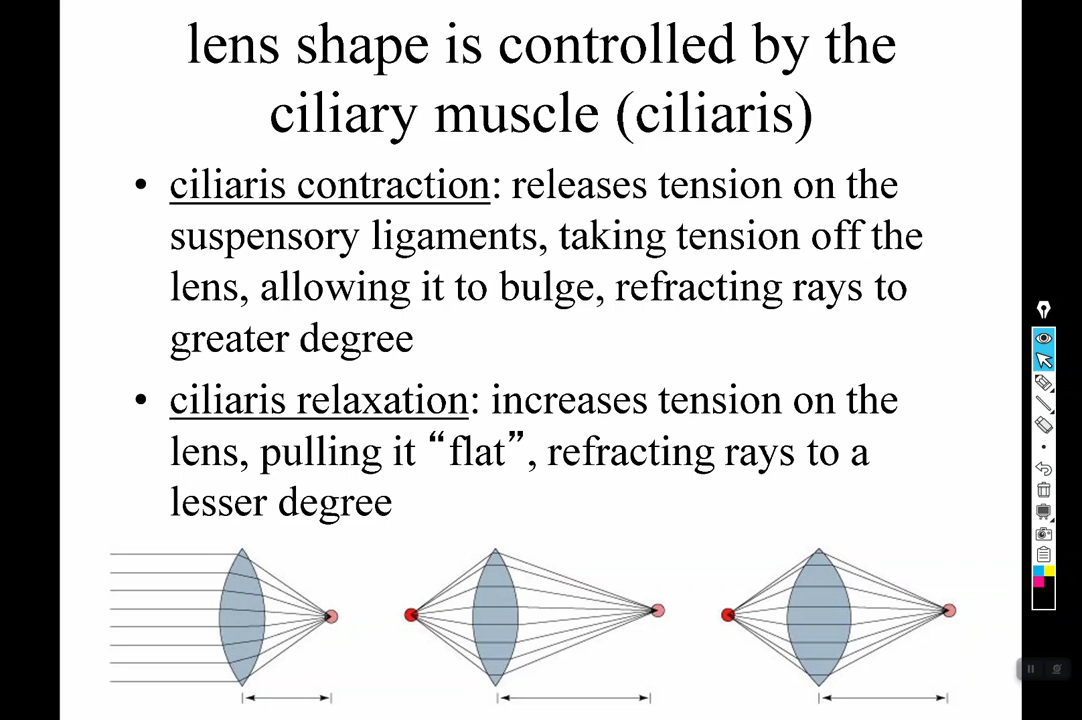 lens shape is controlled by the
ciliary muscle (ciliaris)
• ciliaris contraction: releases tension on the
suspensory ligaments, taking tension off the
lens, allowing it to bulge, refracting rays to
greater degree
• ciliaris relaxation: increases tension on the
lens, pulling it “flat”, refracting rays to a
lesser degree